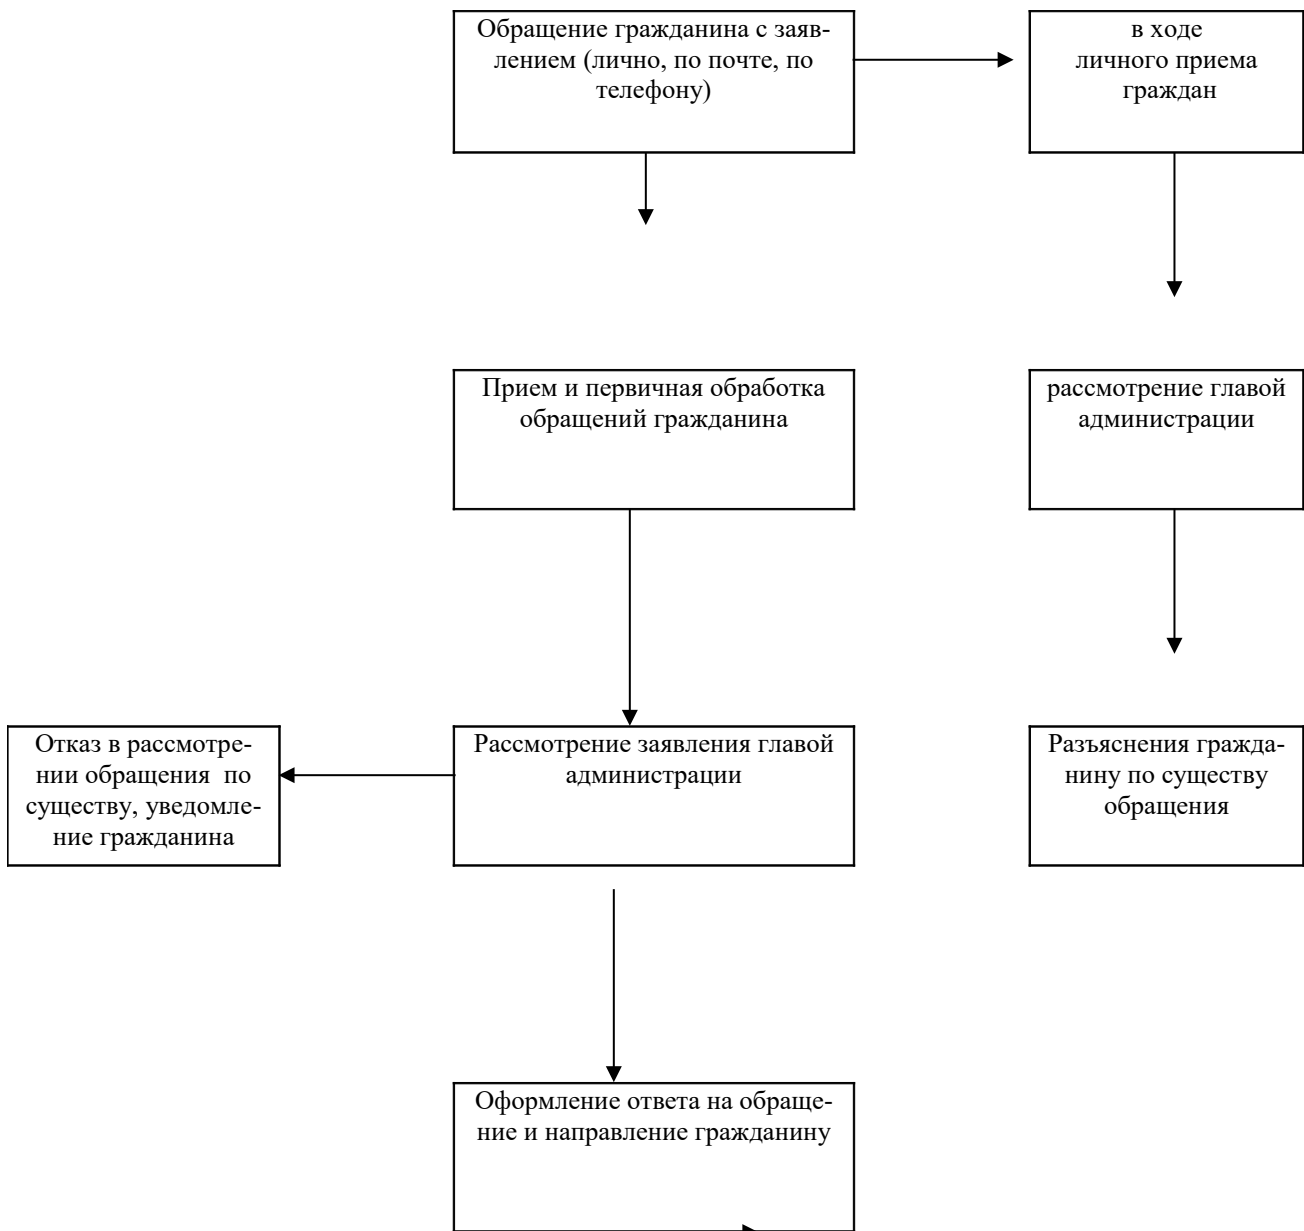 Обращение гражданина с заяв-
лением (лично, по почте, по
телефону)
в ходе
личного приема
граждан
Прием и первичная обработка
обращений гражданина
рассмотрение главой
администрации
Отказ в рассмотре-
нии обращения  по
существу, уведомле-
ние гражданина
Рассмотрение заявления главой
администрации
Разъяснения гражда-
нину по существу
обращения
Оформление ответа на обраще-
ние и направление гражданину